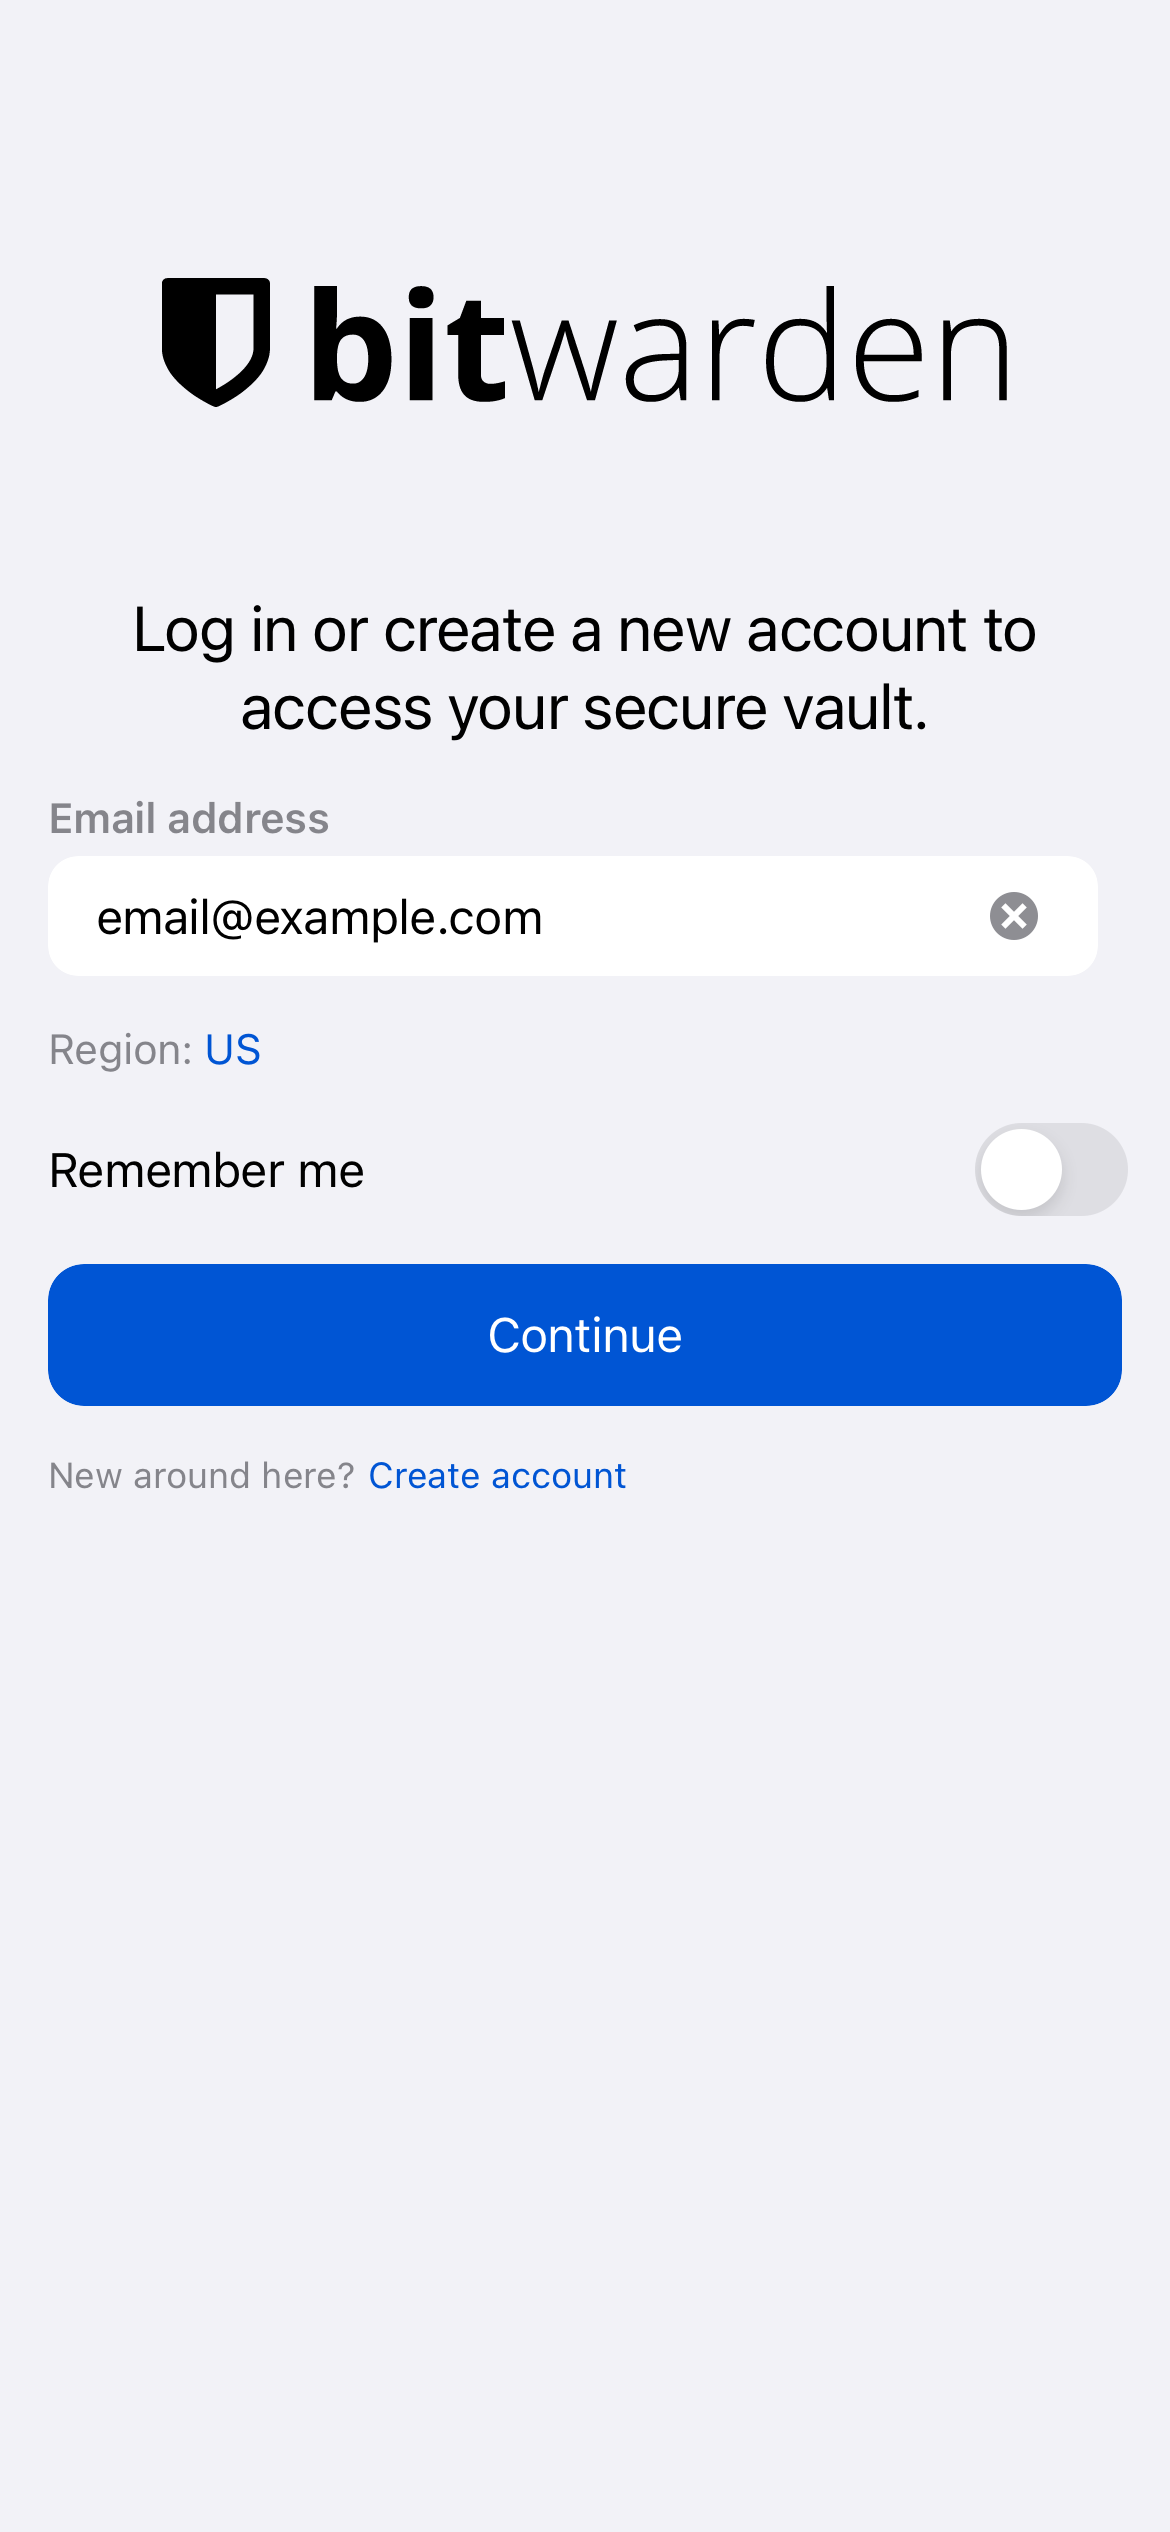 bitwarden
Log in or create a new account to
access your secure vault.
Email address
email@example.com
Region: US
Remember me
Continue
New around here? Create account